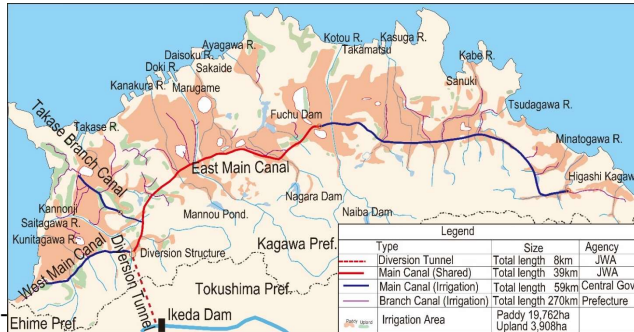 Kasuga R.
Kotou R.
Ayagawa R.
Takamatsu
Kabe R.
Daisoku R.
Doki R.
Sakaide
Sanuki
Kanakura R.
Marugame
Tsudagawa R.
Fuchu Dam
Takase R.
Minatogawa R.
Takase Branch Canal
East Main Canal
Higashi Kagaw
Kannonji
Nagara Dam
Mannou Pond.
Naiba Dam
Saitagawa R.
Kunitagawa R.
West Main Canal
Diversion Structure
Kagawa Pref.
Diversion Tunnel
Tokushima Pref.
Ikeda Dam
Ehime Pref.
Legend
Type Size Agency
Diversion Tunnel Total length 8km JWA
Main Canal (Shared) Total length 39km JWA
Main Canal (Irrigation) Total length 59km Central Gov
Branch Canal (Irrigation) Total length 270km Prefecture
Paddy Upland Irrigation Area Paddy 19,762ha
Upland 3,908ha